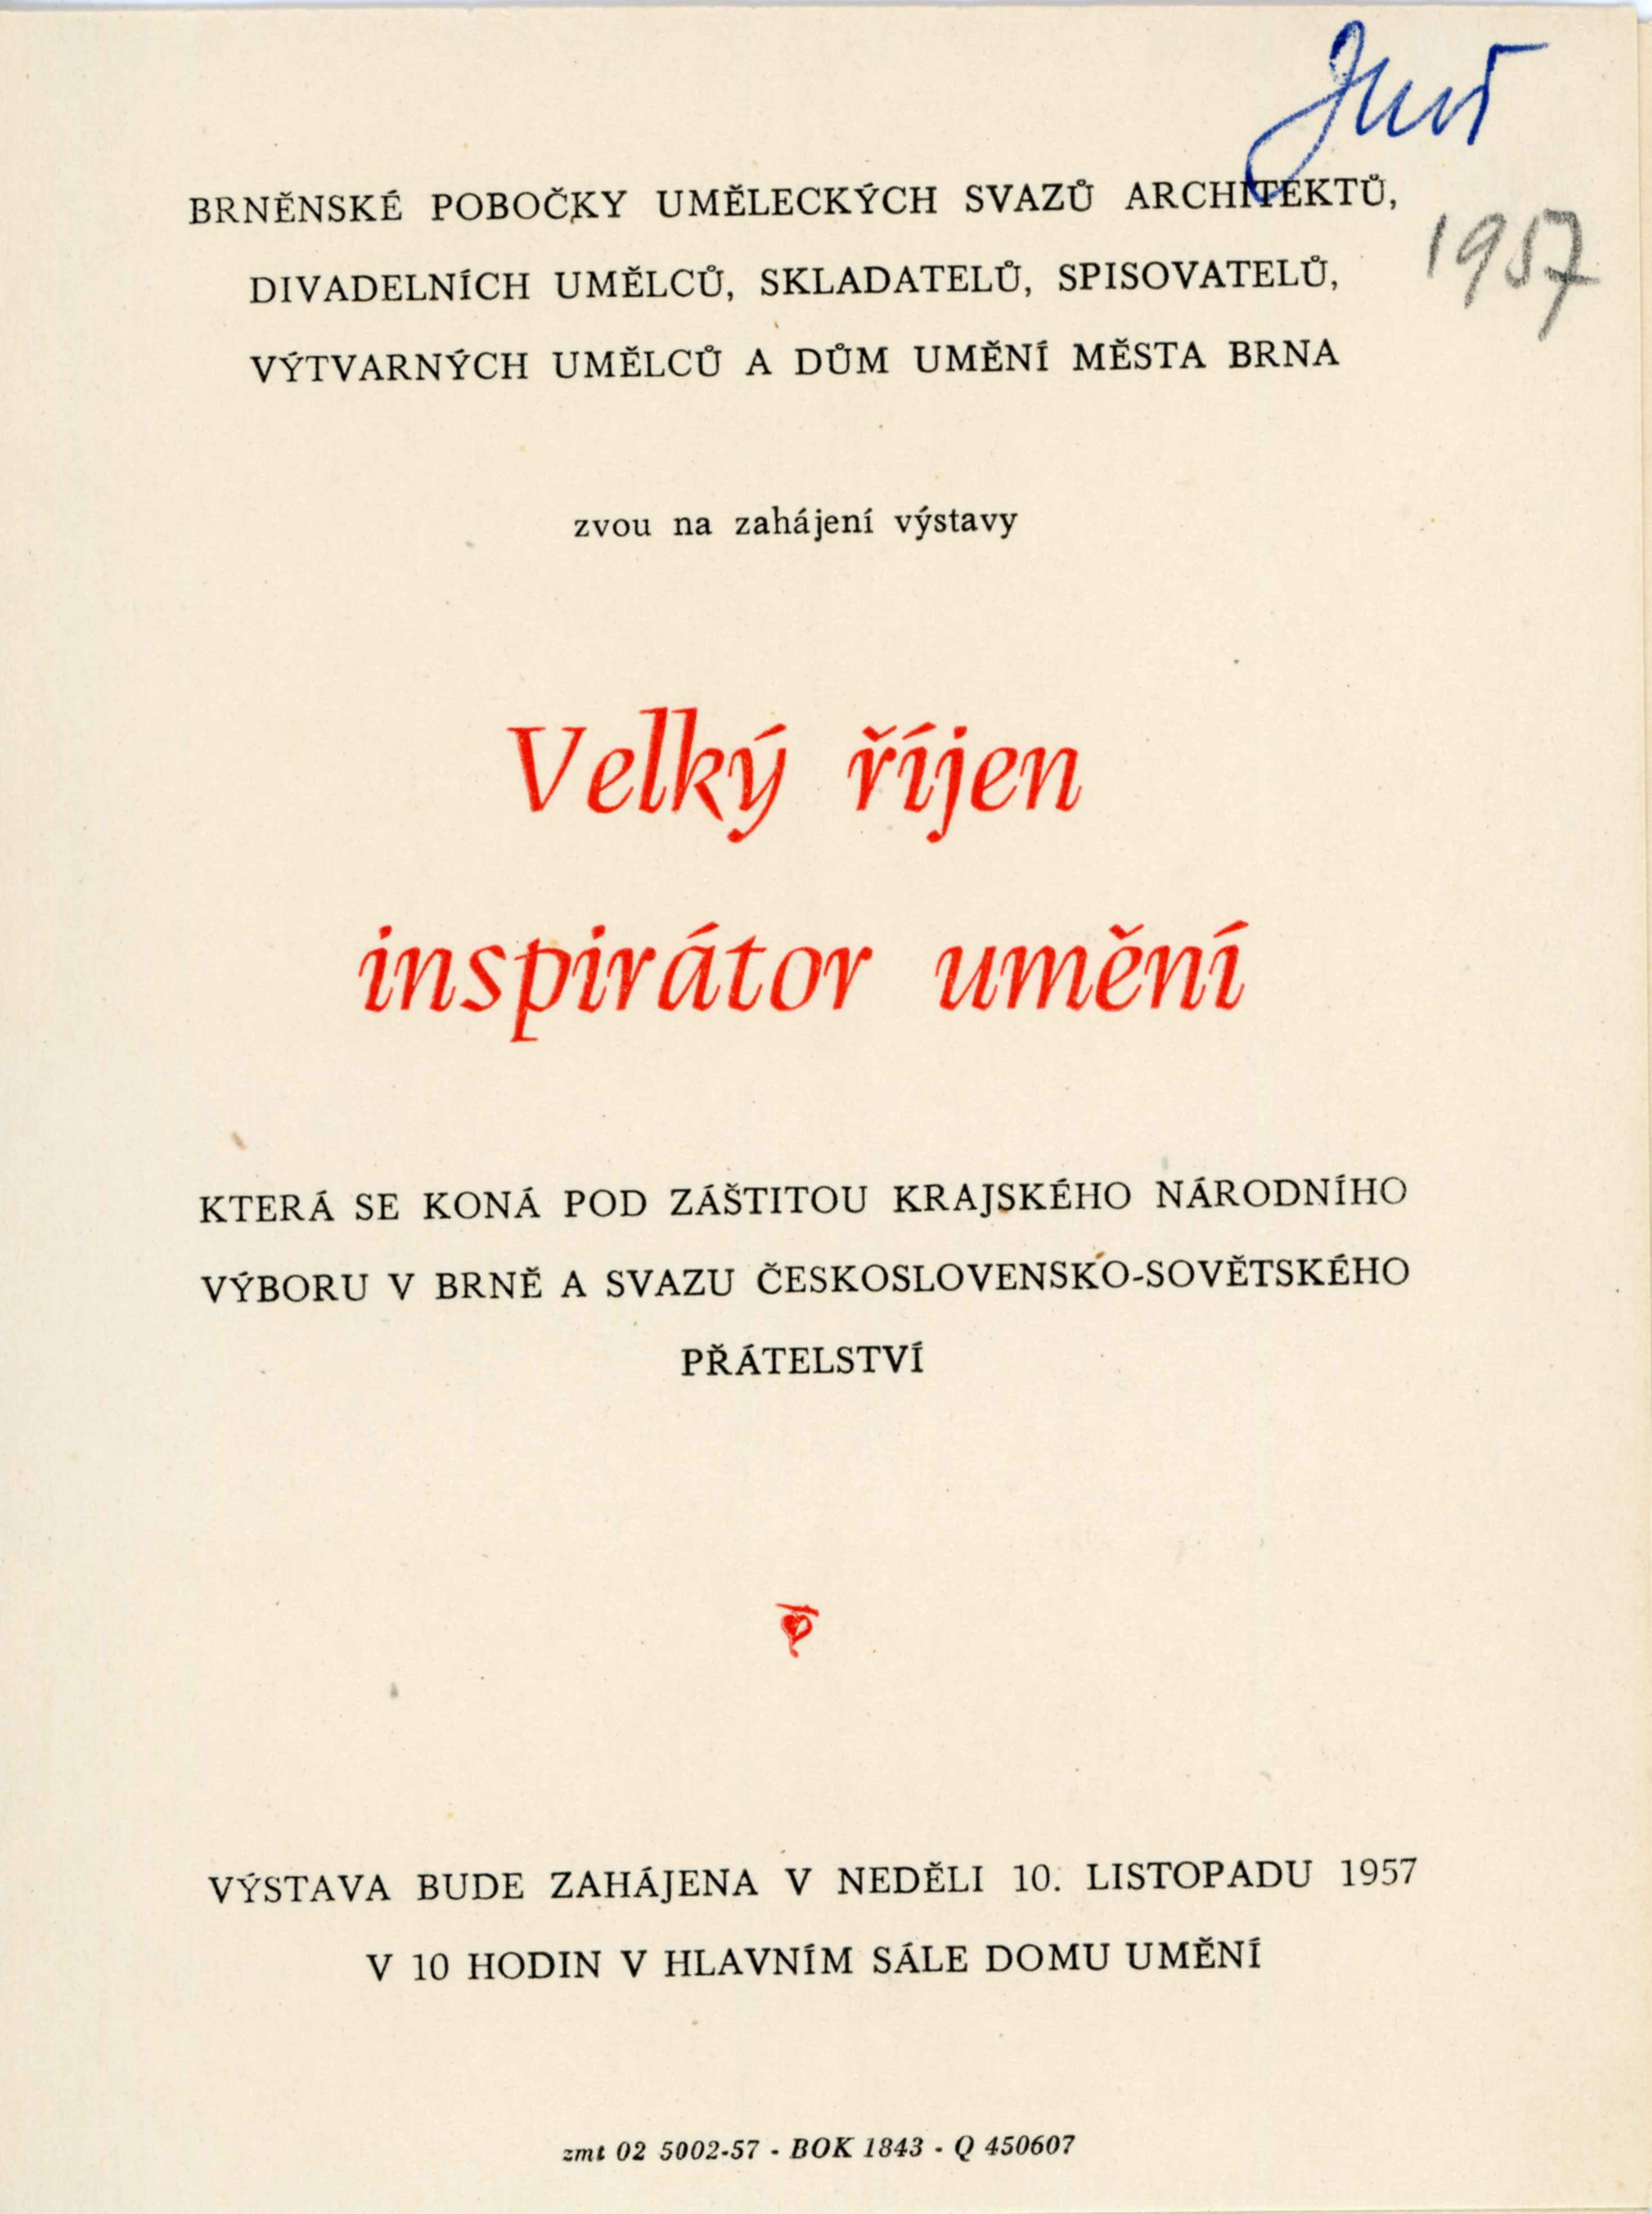 BRNĚNSKÉ POBOČKY UMĚLECKÝCH SVAZŮ ARCHITEKTŮ,
1957
DIVADELNÍCH UMĚLCŮ, SKLADATELŮ, SPISOVATELŮ,
VÝTVARNÝCH UMĚLCŮ A DŮM UMĚNÍ MĚSTA BRNA
zvou na zahájení výstavy
Velký říjen
inspirátor umění
KTERÁ SE KONÁ POD ZÁŠTITOU KRAJSKÉHO NÁRODNÍHO
VÝBORU V BRNĚ A SVAZU ČESKOSLOVENSKO-SOVĚTSKÉHO
PŘÁTELSTVÍ
VÝSTAVA BUDE ZAHÁJENA V NEDĚLI 10. LISTOPADU 1957
V 10 HODIN V HLAVNÍM SÁLE DOMU UMĚNÍ
zmt 02 5002-57 - BOK 1843 - Q 450607